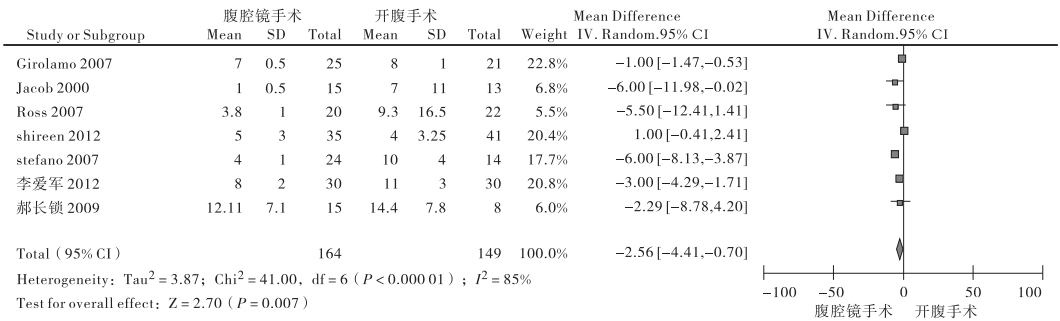 腹腔镜手术 开腹手术 Mean Difference Mean Difference
Study or Subgroup Mean SD Total Mean SD Total Weight IV. Random.95% CI IV. Random.95% CI
Girolamo 2007 7 0.5 25 8 1 21 22.8% −1.00 [−1.47,−0.53]
Jacob 2000 1 0.5 15 7 11 13 6.8% −6.00 [−11.98,−0.02]
Ross 2007 3.8 1 20 9.3 16.5 22 5.5% −5.50 [−12.41,1.41]
shireen 2012 5 3 35 4 3.25 41 20.4% 1.00 [−0.41,2.41]
stefano 2007 4 1 24 10 4 14 17.7% −6.00 [−8.13,−3.87]
李爱军 2012 8 2 30 11 3 30 20.8% −3.00 [−4.29,−1.71]
郝长锁 2009 12.11 7.1 15 14.4 7.8 8 6.0% −2.29 [−8.78,4.20]
Total（95% CI） 164 149 100.0% −2.56 [−4.41,−0.70]
Heterogeneity: Tau² = 3.87; Chi² = 41.00, df = 6（P < 0.000 01）; I² = 85%
Test for overall effect: Z = 2.70（P = 0.007）
−100 −50 0 50 100
腹腔镜手术 开腹手术